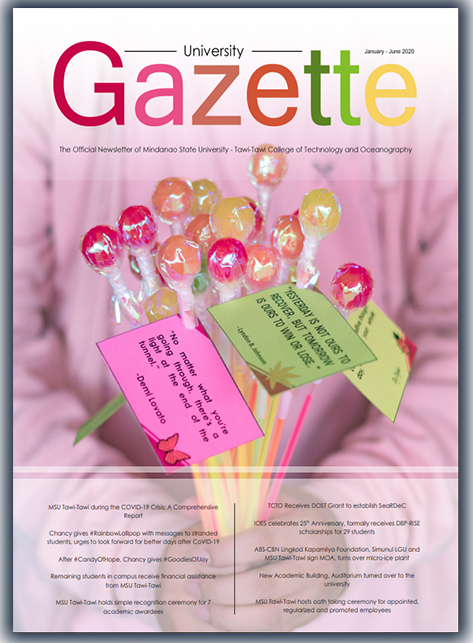 University
January - June 2020
Gazette
The Official Newsletter of Mindanao State University - Tawi-Tawi College of Technology and Oceanography
"No matter what you're
going through, there's a
light at the end of the
tunnel."
-Demi Lovato
"YESTERDAY IS NOT OURS TO
RECOVER, BUT TOMORROW
IS OURS TO WIN OR LOSE."
-Lyndon B. Johnson
MSU Tawi-Tawi during the COVID-19 Crisis: A Comprehensive
Report
Chancy gives #RainbowLollipop with messages to stranded
students, urges to look forward for better days after CoViD-19
After #CandyOfHope, Chancy gives #GoodiesOfJoy
Remaining students in campus receive financial assistance
from MSU Tawi-Tawi
MSU Tawi-Tawi holds simple recognition ceremony for 7
academic awardees
TCTO Receives DOST Grant to establish SeaRDeC
IOES celebrates 25th Anniversary, formally receives DBP-RISE
scholarships for 29 students
ABS-CBN Lingkod Kapamilya Foundation, Simunul LGU and
MSU Tawi-Tawi sign MOA, turns over micro-ice plant
New Academic Building, Auditorium turned over to the
university
MSU Tawi-Tawi hosts oath taking ceremony for appointed,
regularized and promoted employees